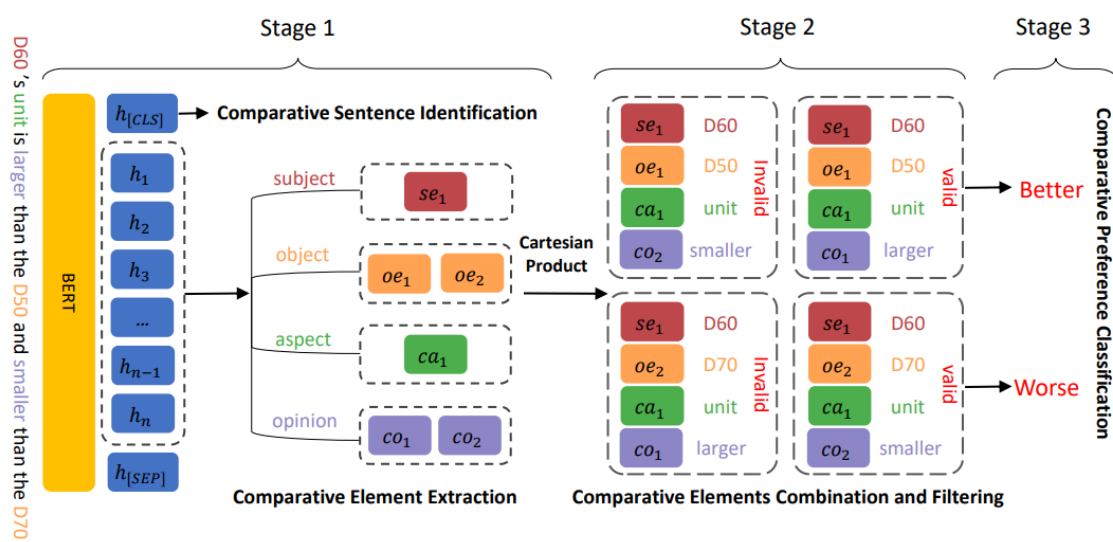 Stage 1
Stage 2
Stage 3
D60's unit is larger than the D50 and smaller than the D70
BERT
h[CLS]
h1
h2
h3
...
hn−1
hn
h[SEP]
Comparative Sentence Identification
subject
se1
object
oe1 oe2
aspect
ca1
opinion
co1 co2
Comparative Element Extraction
Cartesian
Product
se1 D60
oe1 D50
ca1 unit
co2 smaller
Invalid
se1 D60
oe1 D50
ca1 unit
co1 larger
valid
se1 D60
oe2 D70
ca1 unit
co1 larger
Invalid
se1 D60
oe2 D70
ca1 unit
co2 smaller
valid
Comparative Elements Combination and Filtering
Better
Worse
Comparative Preference Classification